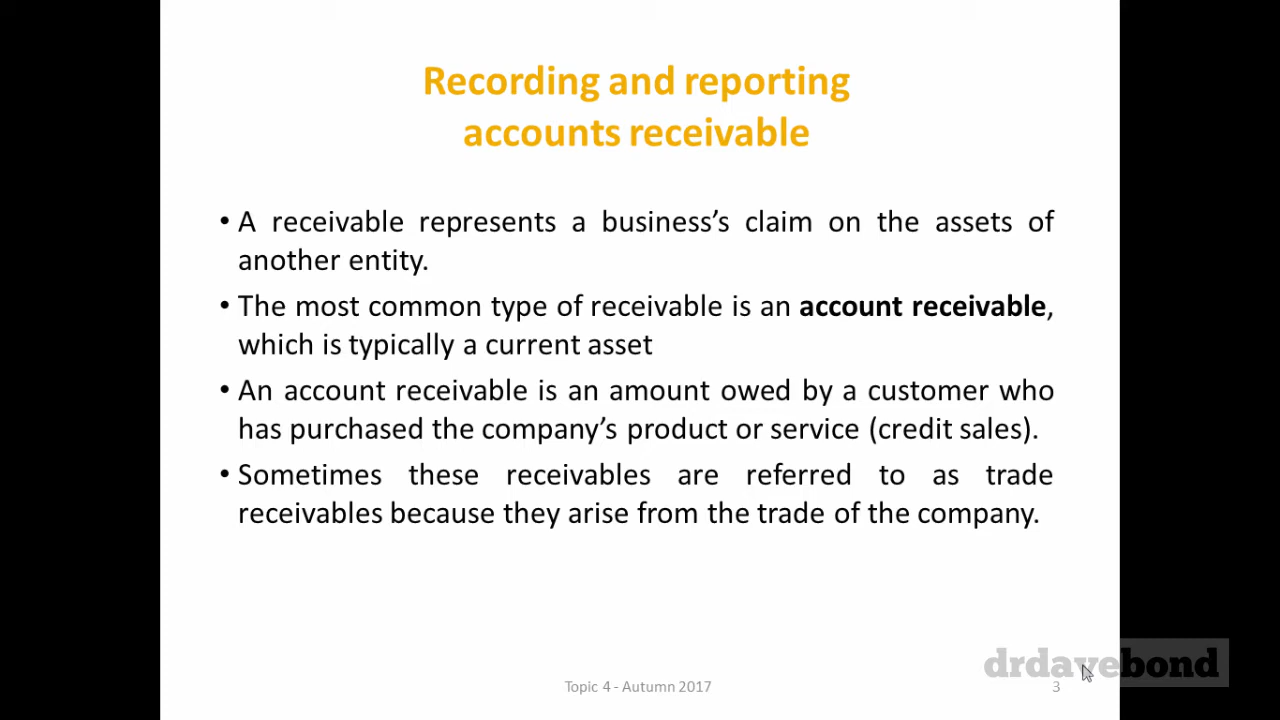 Recording and reporting
accounts receivable
• A receivable represents a business’s claim on the assets of
another entity.
• The most common type of receivable is an account receivable,
which is typically a current asset
• An account receivable is an amount owed by a customer who
has purchased the company’s product or service (credit sales).
• Sometimes these receivables are referred to as trade
receivables because they arise from the trade of the company.
drdavebond
Topic 4 - Autumn 2017
3